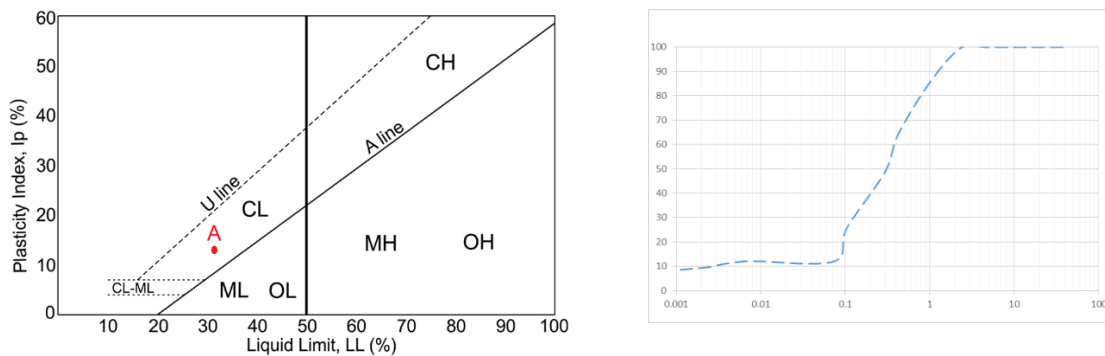 60
50
40
30
20
10
0
Plasticity Index, Ip (%)
U line
A line
CH
CL
A
CL-ML
ML
OL
MH
OH
10 20 30 40 50 60 70 80 90 100
Liquid Limit, LL (%)
100
90
80
70
60
50
40
30
20
10
0
0.001 0.01 0.1 1 10 100